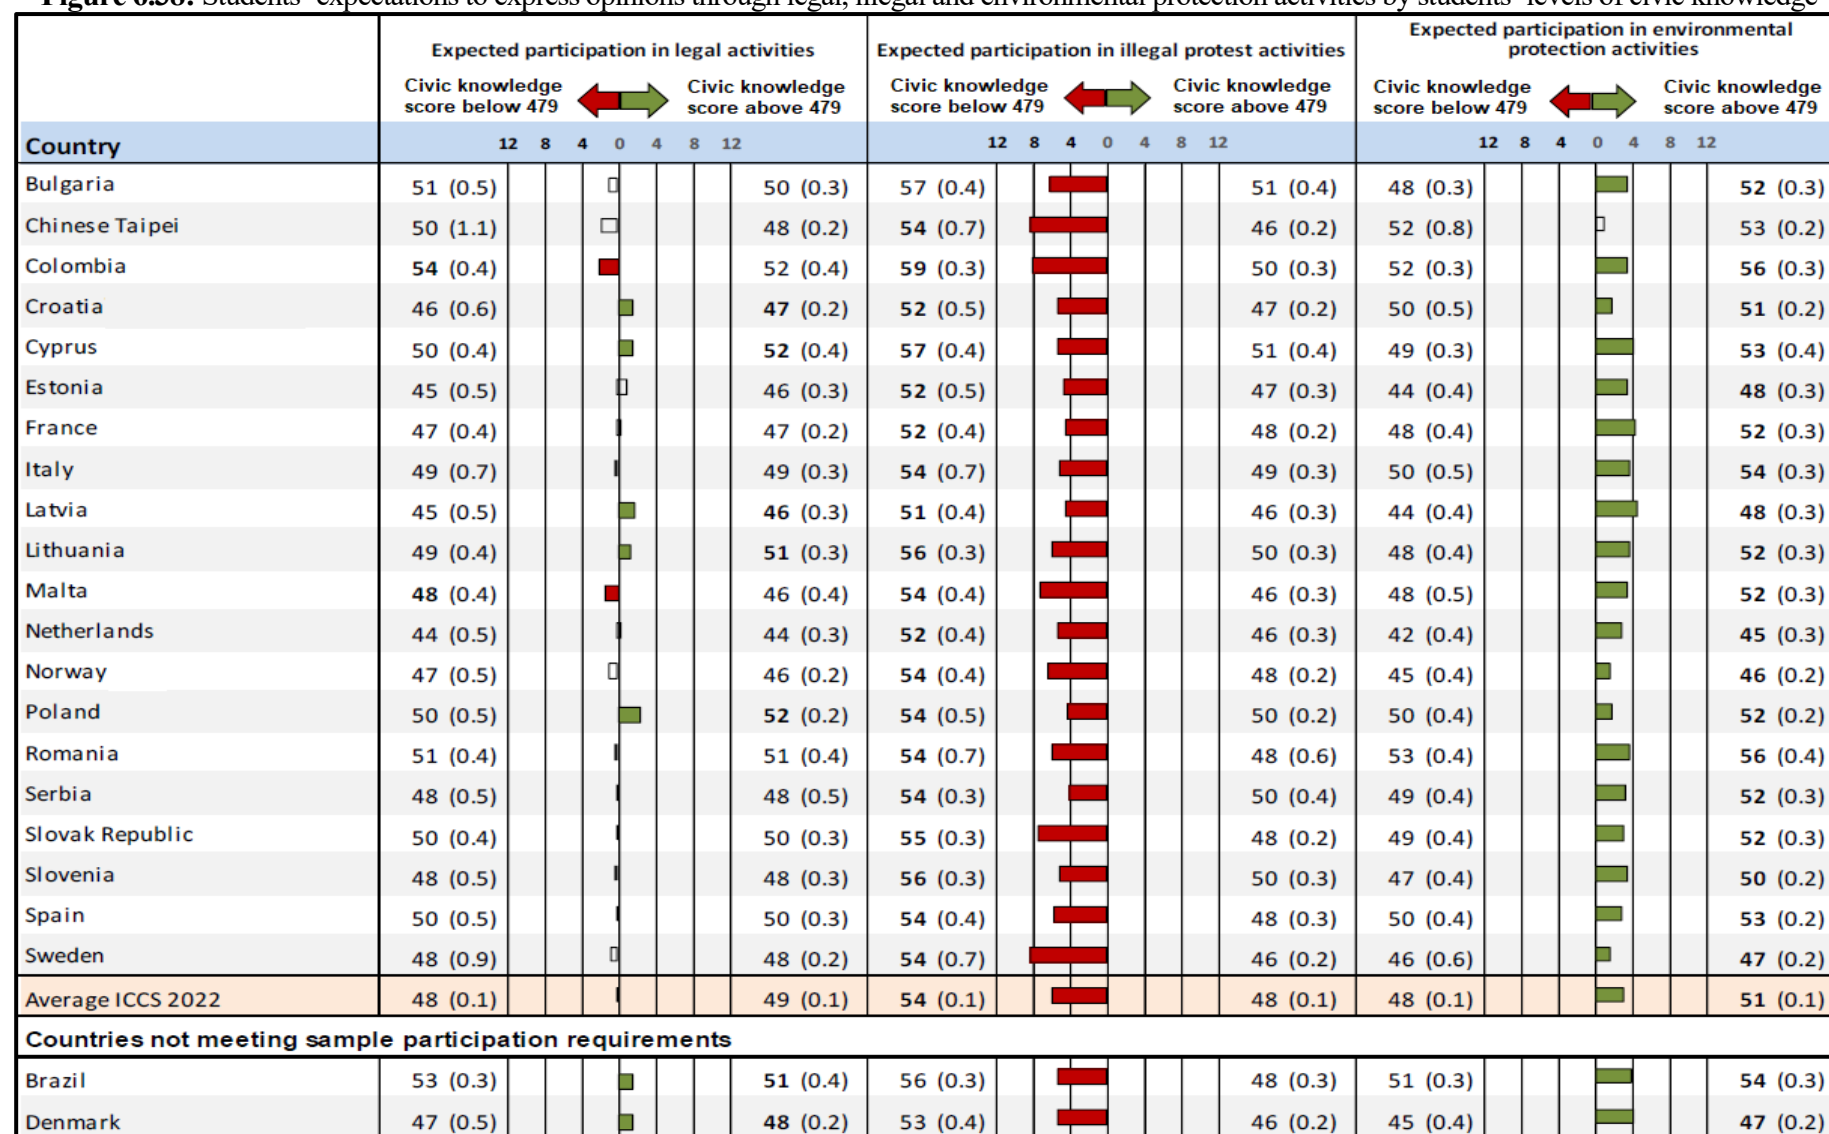 Figure 6.38: Students' expectations to express opinions through legal, illegal and environmental protection activities by students' levels of civic knowledge
Expected participation in legal activities Expected participation in illegal protest activities Expected participation in environmental protection activities
Civic knowledge score below 479 Civic knowledge score above 479 Civic knowledge score below 479 Civic knowledge score above 479 Civic knowledge score below 479 Civic knowledge score above 479
Country 12 8 4 0 4 8 12 12 8 4 0 4 8 12 12 8 4 0 4 8 12
Bulgaria 51 (0.5) 50 (0.3) 57 (0.4) 51 (0.4) 48 (0.3) 52 (0.3)
Chinese Taipei 50 (1.1) 48 (0.2) 54 (0.7) 46 (0.2) 52 (0.8) 53 (0.2)
Colombia 54 (0.4) 52 (0.4) 59 (0.3) 50 (0.3) 52 (0.3) 56 (0.3)
Croatia 46 (0.6) 47 (0.2) 52 (0.5) 47 (0.2) 50 (0.5) 51 (0.2)
Cyprus 50 (0.4) 52 (0.4) 57 (0.4) 51 (0.4) 49 (0.3) 53 (0.4)
Estonia 45 (0.5) 46 (0.3) 52 (0.5) 47 (0.3) 44 (0.4) 48 (0.3)
France 47 (0.4) 47 (0.2) 52 (0.4) 48 (0.2) 48 (0.4) 52 (0.3)
Italy 49 (0.7) 49 (0.3) 54 (0.7) 49 (0.3) 50 (0.5) 54 (0.3)
Latvia 45 (0.5) 46 (0.3) 51 (0.4) 46 (0.3) 44 (0.4) 48 (0.3)
Lithuania 49 (0.4) 51 (0.3) 56 (0.3) 50 (0.3) 48 (0.4) 52 (0.3)
Malta 48 (0.4) 46 (0.4) 54 (0.4) 46 (0.3) 48 (0.5) 52 (0.3)
Netherlands 44 (0.5) 44 (0.3) 52 (0.4) 46 (0.3) 42 (0.4) 45 (0.3)
Norway 47 (0.5) 46 (0.2) 54 (0.4) 48 (0.2) 45 (0.4) 46 (0.2)
Poland 50 (0.5) 52 (0.2) 54 (0.5) 50 (0.2) 50 (0.4) 52 (0.2)
Romania 51 (0.4) 51 (0.4) 54 (0.7) 48 (0.6) 53 (0.4) 56 (0.4)
Serbia 48 (0.5) 48 (0.5) 54 (0.3) 50 (0.4) 49 (0.4) 52 (0.3)
Slovak Republic 50 (0.4) 50 (0.3) 55 (0.3) 48 (0.2) 49 (0.4) 52 (0.3)
Slovenia 48 (0.5) 48 (0.3) 56 (0.3) 50 (0.3) 47 (0.4) 50 (0.2)
Spain 50 (0.5) 50 (0.3) 54 (0.4) 48 (0.3) 50 (0.4) 53 (0.2)
Sweden 48 (0.9) 48 (0.2) 54 (0.7) 46 (0.2) 46 (0.6) 47 (0.2)
Average ICCS 2022 48 (0.1) 49 (0.1) 54 (0.1) 48 (0.1) 48 (0.1) 51 (0.1)
Countries not meeting sample participation requirements
Brazil 53 (0.3) 51 (0.4) 56 (0.3) 48 (0.3) 51 (0.3) 54 (0.3)
Denmark 47 (0.5) 48 (0.2) 53 (0.4) 46 (0.2) 45 (0.4) 47 (0.2)